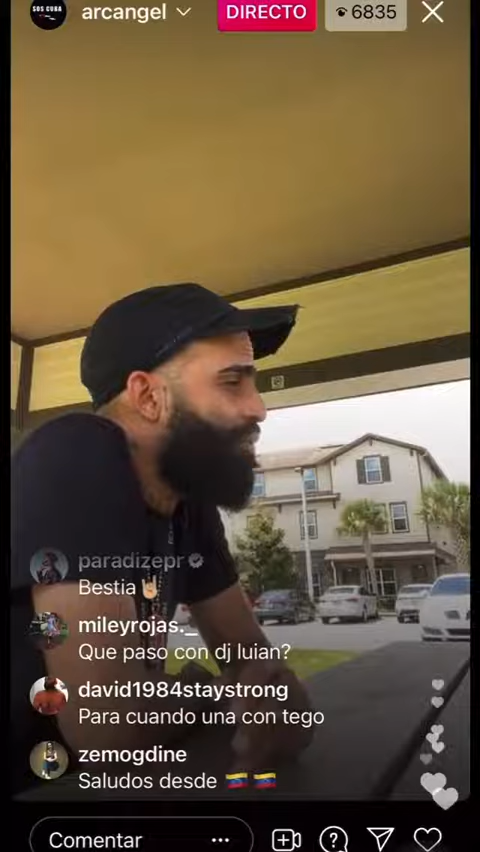 SOS CUBA
arcangel
DIRECTO
6835
paradizepr
Bestia 🤘🏻
mileyrojas._
Que paso con dj luian?
david1984staystrong
Para cuando una con tego
zemogdine
Saludos desde 🇻🇪 🇻🇪
Comentar ...